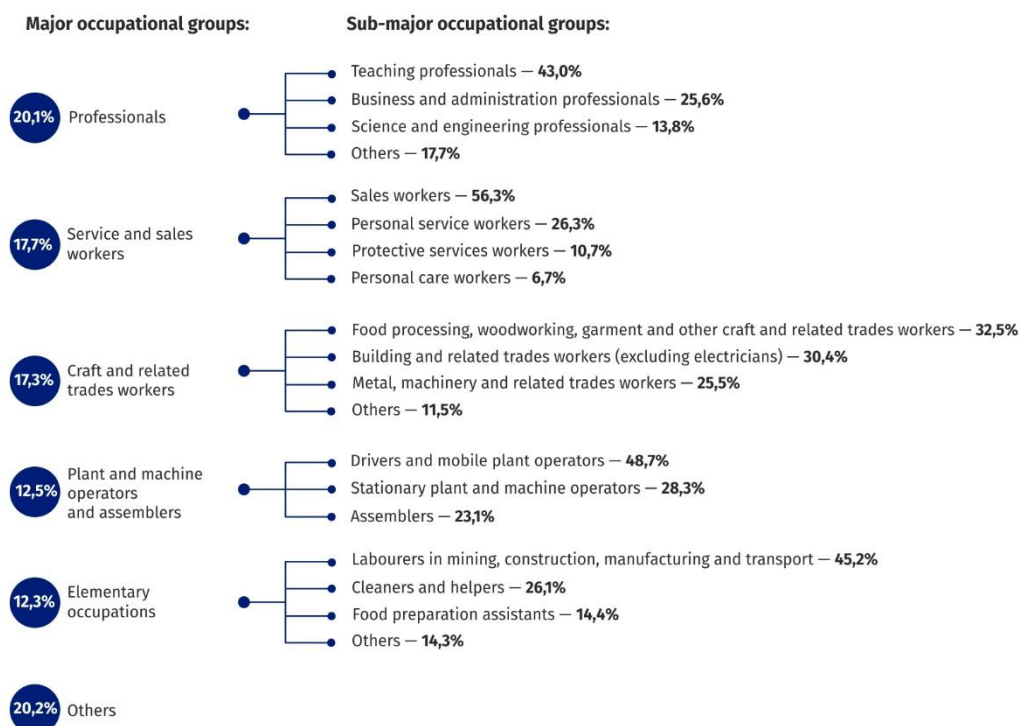 Major occupational groups:
Sub-major occupational groups:
20,1%
Professionals
Teaching professionals — 43,0%
Business and administration professionals — 25,6%
Science and engineering professionals — 13,8%
Others — 17,7%
17,7%
Service and sales
workers
Sales workers — 56,3%
Personal service workers — 26,3%
Protective services workers — 10,7%
Personal care workers — 6,7%
17,3%
Craft and related
trades workers
Food processing, woodworking, garment and other craft and related trades workers — 32,5%
Building and related trades workers (excluding electricians) — 30,4%
Metal, machinery and related trades workers — 25,5%
Others — 11,5%
12,5%
Plant and machine
operators
and assemblers
Drivers and mobile plant operators — 48,7%
Stationary plant and machine operators — 28,3%
Assemblers — 23,1%
12,3%
Elementary
occupations
Labourers in mining, construction, manufacturing and transport — 45,2%
Cleaners and helpers — 26,1%
Food preparation assistants — 14,4%
Others — 14,3%
20,2%
Others